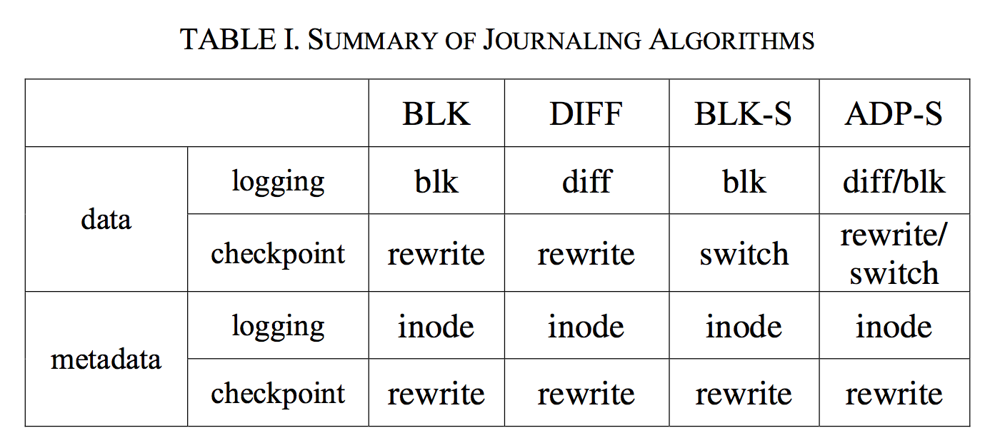 TABLE I. SUMMARY OF JOURNALING ALGORITHMS
BLK DIFF BLK-S ADP-S
data logging blk diff blk diff/blk
checkpoint rewrite rewrite switch rewrite/
switch
metadata logging inode inode inode inode
checkpoint rewrite rewrite rewrite rewrite